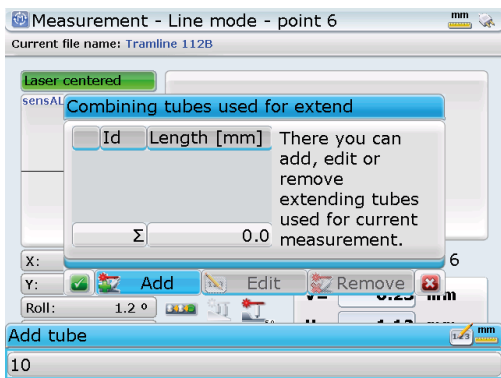 Measurement - Line mode - point 6
mm
Current file name: Tramline 112B
Laser centered
sensAL
Combining tubes used for extend
Id Length [mm]
There you can
add, edit or
remove
extending tubes
used for current
measurement.
Σ 0.0
X: 6
Y: Add Edit Remove
Roll: 1.2 º
Add tube
mm
10